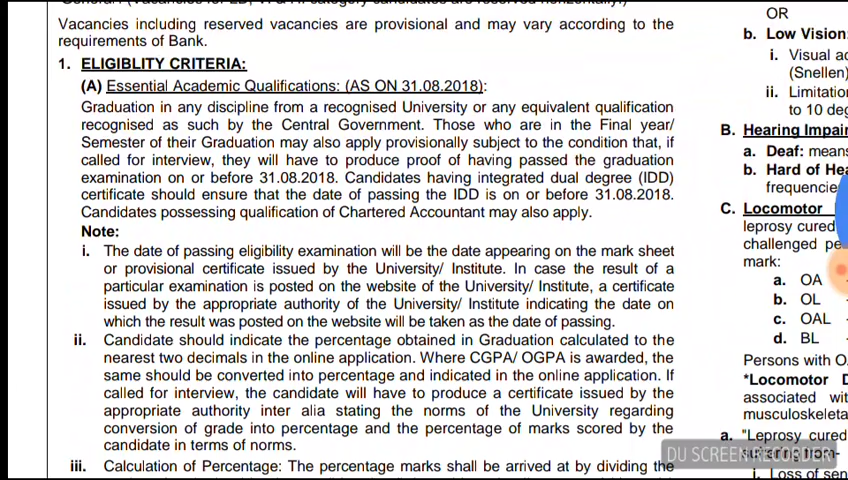 Vacancies including reserved vacancies are provisional and may vary according to the
requirements of Bank.
1. ELIGIBLITY CRITERIA:
(A) Essential Academic Qualifications: (AS ON 31.08.2018):
Graduation in any discipline from a recognised University or any equivalent qualification
recognised as such by the Central Government. Those who are in the Final year/
Semester of their Graduation may also apply provisionally subject to the condition that, if
called for interview, they will have to produce proof of having passed the graduation
examination on or before 31.08.2018. Candidates having integrated dual degree (IDD)
certificate should ensure that the date of passing the IDD is on or before 31.08.2018.
Candidates possessing qualification of Chartered Accountant may also apply.
Note:
i. The date of passing eligibility examination will be the date appearing on the mark sheet
or provisional certificate issued by the University/ Institute. In case the result of a
particular examination is posted on the website of the University/ Institute, a certificate
issued by the appropriate authority of the University/ Institute indicating the date on
which the result was posted on the website will be taken as the date of passing.
ii. Candidate should indicate the percentage obtained in Graduation calculated to the
nearest two decimals in the online application. Where CGPA/ OGPA is awarded, the
same should be converted into percentage and indicated in the online application. If
called for interview, the candidate will have to produce a certificate issued by the
appropriate authority inter alia stating the norms of the University regarding
conversion of grade into percentage and the percentage of marks scored by the
candidate in terms of norms.
iii. Calculation of Percentage: The percentage marks shall be arrived at by dividing the
OR
b. Low Vision:
i. Visual ac
(Snellen)
ii. Limitation
to 10 deg
B. Hearing Impair
a. Deaf: means
b. Hard of Hea
frequencie
C. Locomotor
leprosy cured
challenged pe
mark:
a. OA
b. OL
c. OAL
d. BL
Persons with O
*Locomotor D
associated wit
musculoskeleta
a. "Leprosy cured
suffering from-
i. Loss of sen
DU SCREEN RECORDER